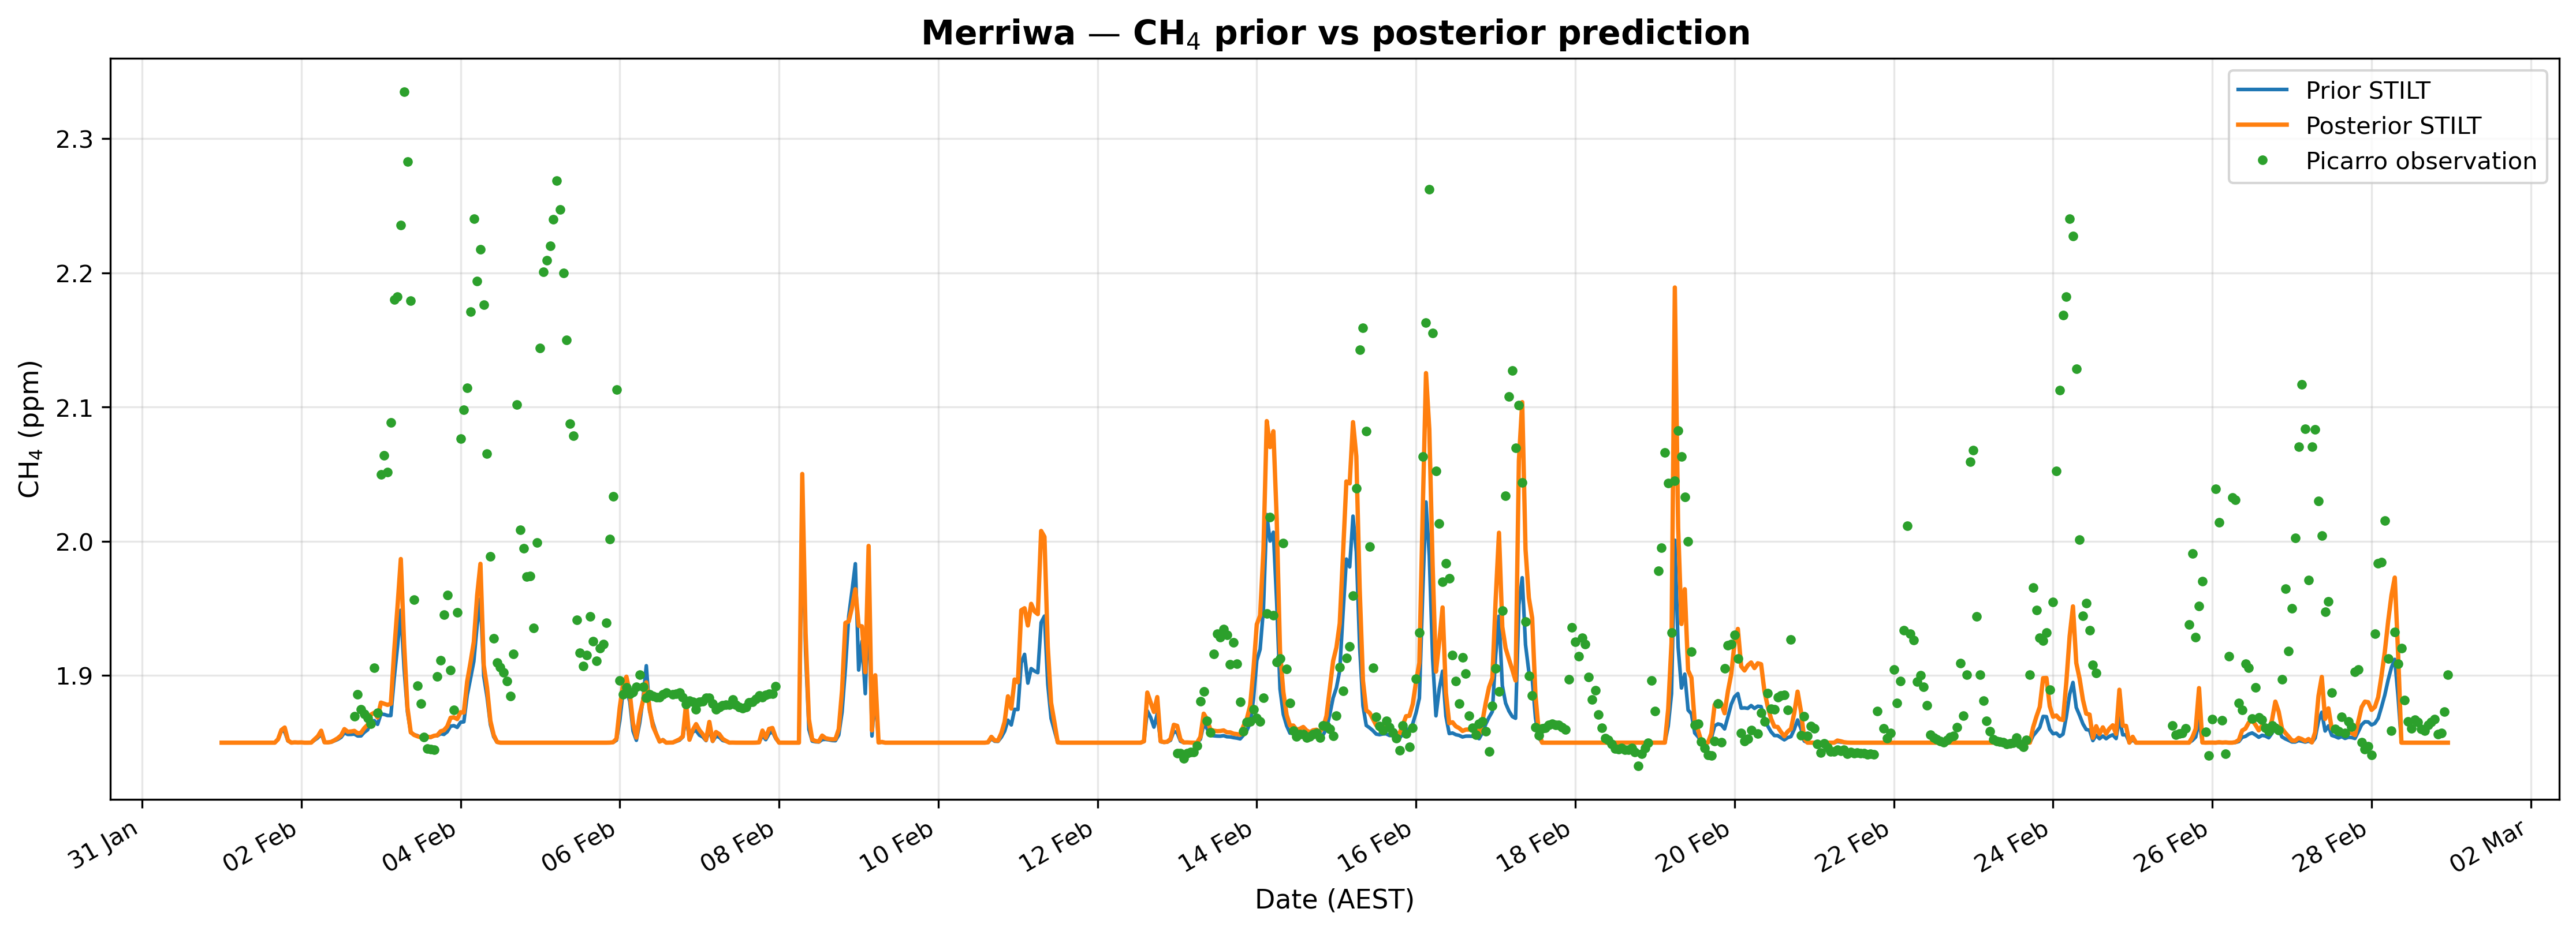 Merriwa — CH₄ prior vs posterior prediction
Prior STILT
Posterior STILT
Picarro observation
CH₄ (ppm)
2.3
2.2
2.1
2.0
1.9
31 Jan
02 Feb
04 Feb
06 Feb
08 Feb
10 Feb
12 Feb
14 Feb
16 Feb
18 Feb
20 Feb
22 Feb
24 Feb
26 Feb
28 Feb
02 Mar
Date (AEST)